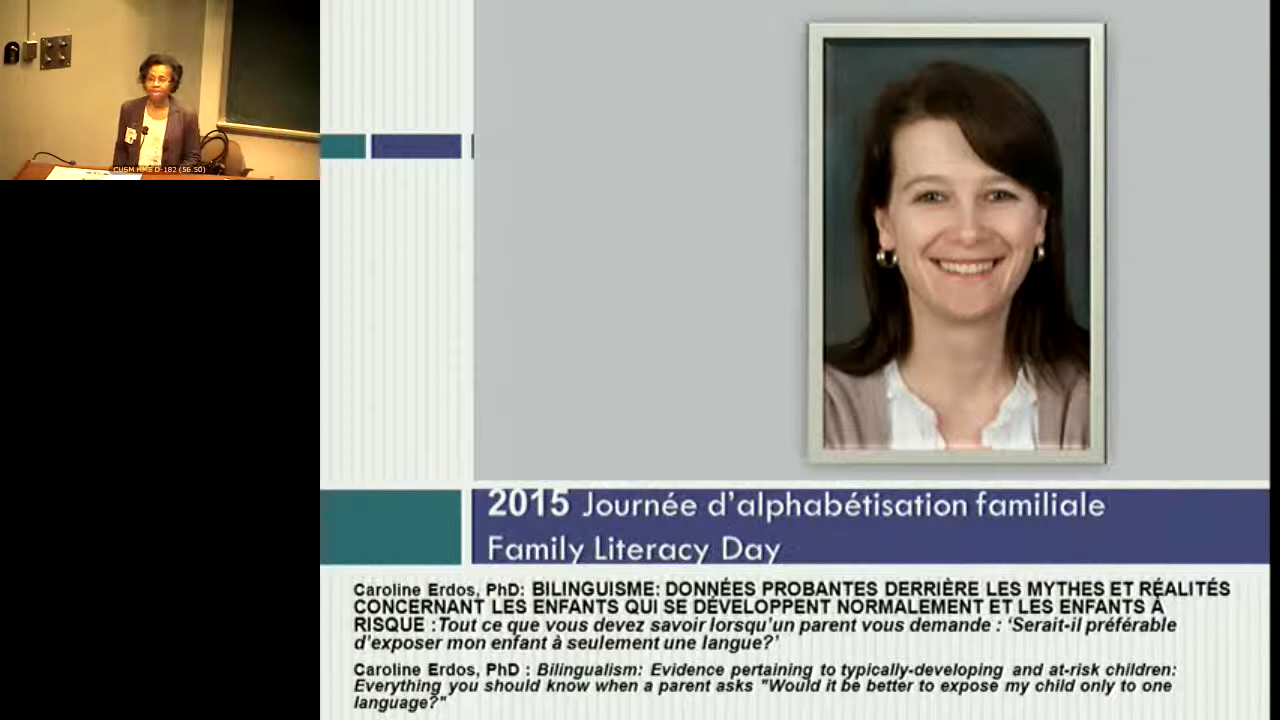 CUSM D-182 (56.50)
2015 Journée d'alphabétisation familiale
Family Literacy Day
Caroline Erdos, PhD: BILINGUISME: DONNÉES PROBANTES DERRIÈRE LES MYTHES ET RÉALITÉS
CONCERNANT LES ENFANTS QUI SE DÉVELOPPENT NORMALEMENT ET LES ENFANTS À
RISQUE : Tout ce que vous devez savoir lorsqu'un parent vous demande : ‘Serait-il préférable
d'exposer mon enfant à seulement une langue?’
Caroline Erdos, PhD : Bilingualism: Evidence pertaining to typically-developing and at-risk children:
Everything you should know when a parent asks "Would it be better to expose my child only to one
language?"